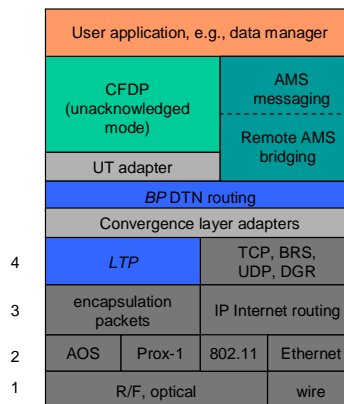 User application, e.g., data manager
CFDP
(unacknowledged
mode)
AMS
messaging
Remote AMS
bridging
UT adapter
BP DTN routing
Convergence layer adapters
4
LTP
TCP, BRS,
UDP, DGR
3
encapsulation
packets
IP Internet routing
2
AOS
Prox-1
802.11
Ethernet
1
R/F, optical
wire